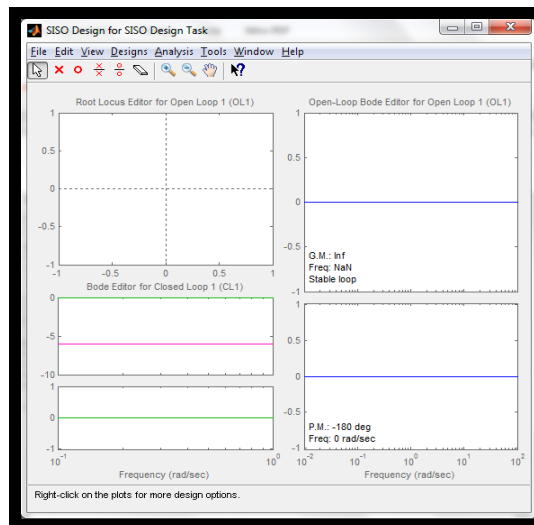 SISO Design for SISO Design Task
File Edit View Designs Analysis Tools Window Help
Root Locus Editor for Open Loop 1 (OL1)
1
0.5
0
-0.5
-1
-1 -0.5 0 0.5 1
Bode Editor for Closed Loop 1 (CL1)
0
-5
-10
1
0
-1
10^-1 10^0
Frequency (rad/sec)
Open-Loop Bode Editor for Open Loop 1 (OL1)
1
0.5
0
-0.5
-1
G.M.: Inf
Freq: NaN
Stable loop
1
0.5
0
-0.5
-1
P.M.: -180 deg
Freq: 0 rad/sec
10^-2 10^-1 10^0 10^1 10^2
Frequency (rad/sec)
Right-click on the plots for more design options.